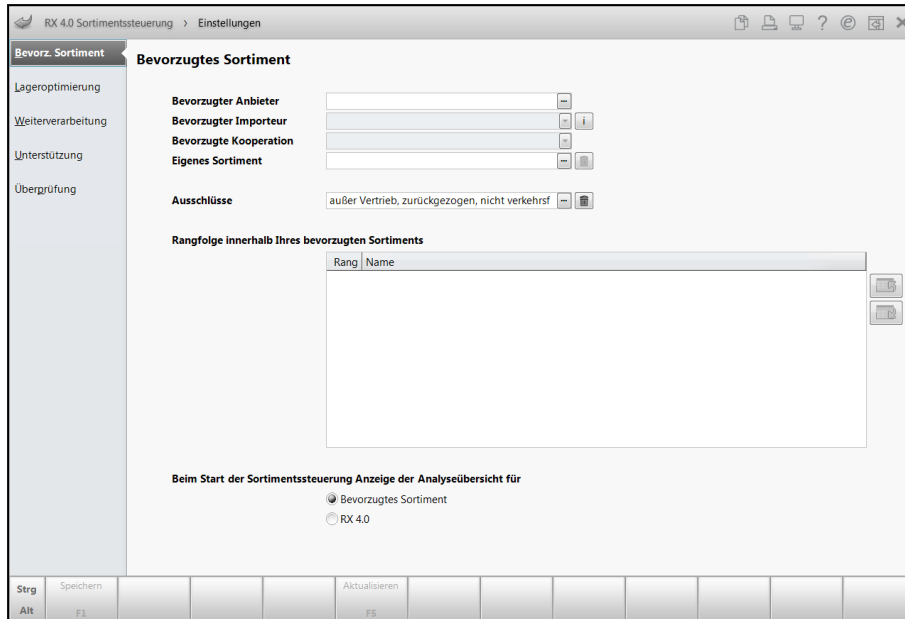 RX 4.0 Sortimentssteuerung > Einstellungen
Bevorz. Sortiment
Lageroptimierung
Weiterverarbeitung
Unterstützung
Überprüfung
Bevorzugtes Sortiment
Bevorzugter Anbieter
Bevorzugter Importeur
i
Bevorzugte Kooperation
Eigenes Sortiment
Ausschlüsse außer Vertrieb, zurückgezogen, nicht verkehrsf
Rangfolge innerhalb Ihres bevorzugten Sortiments
Rang Name
Beim Start der Sortimentssteuerung Anzeige der Analyseübersicht für
Bevorzugtes Sortiment
RX 4.0
Strg Speichern Aktualisieren
Alt F1 F5